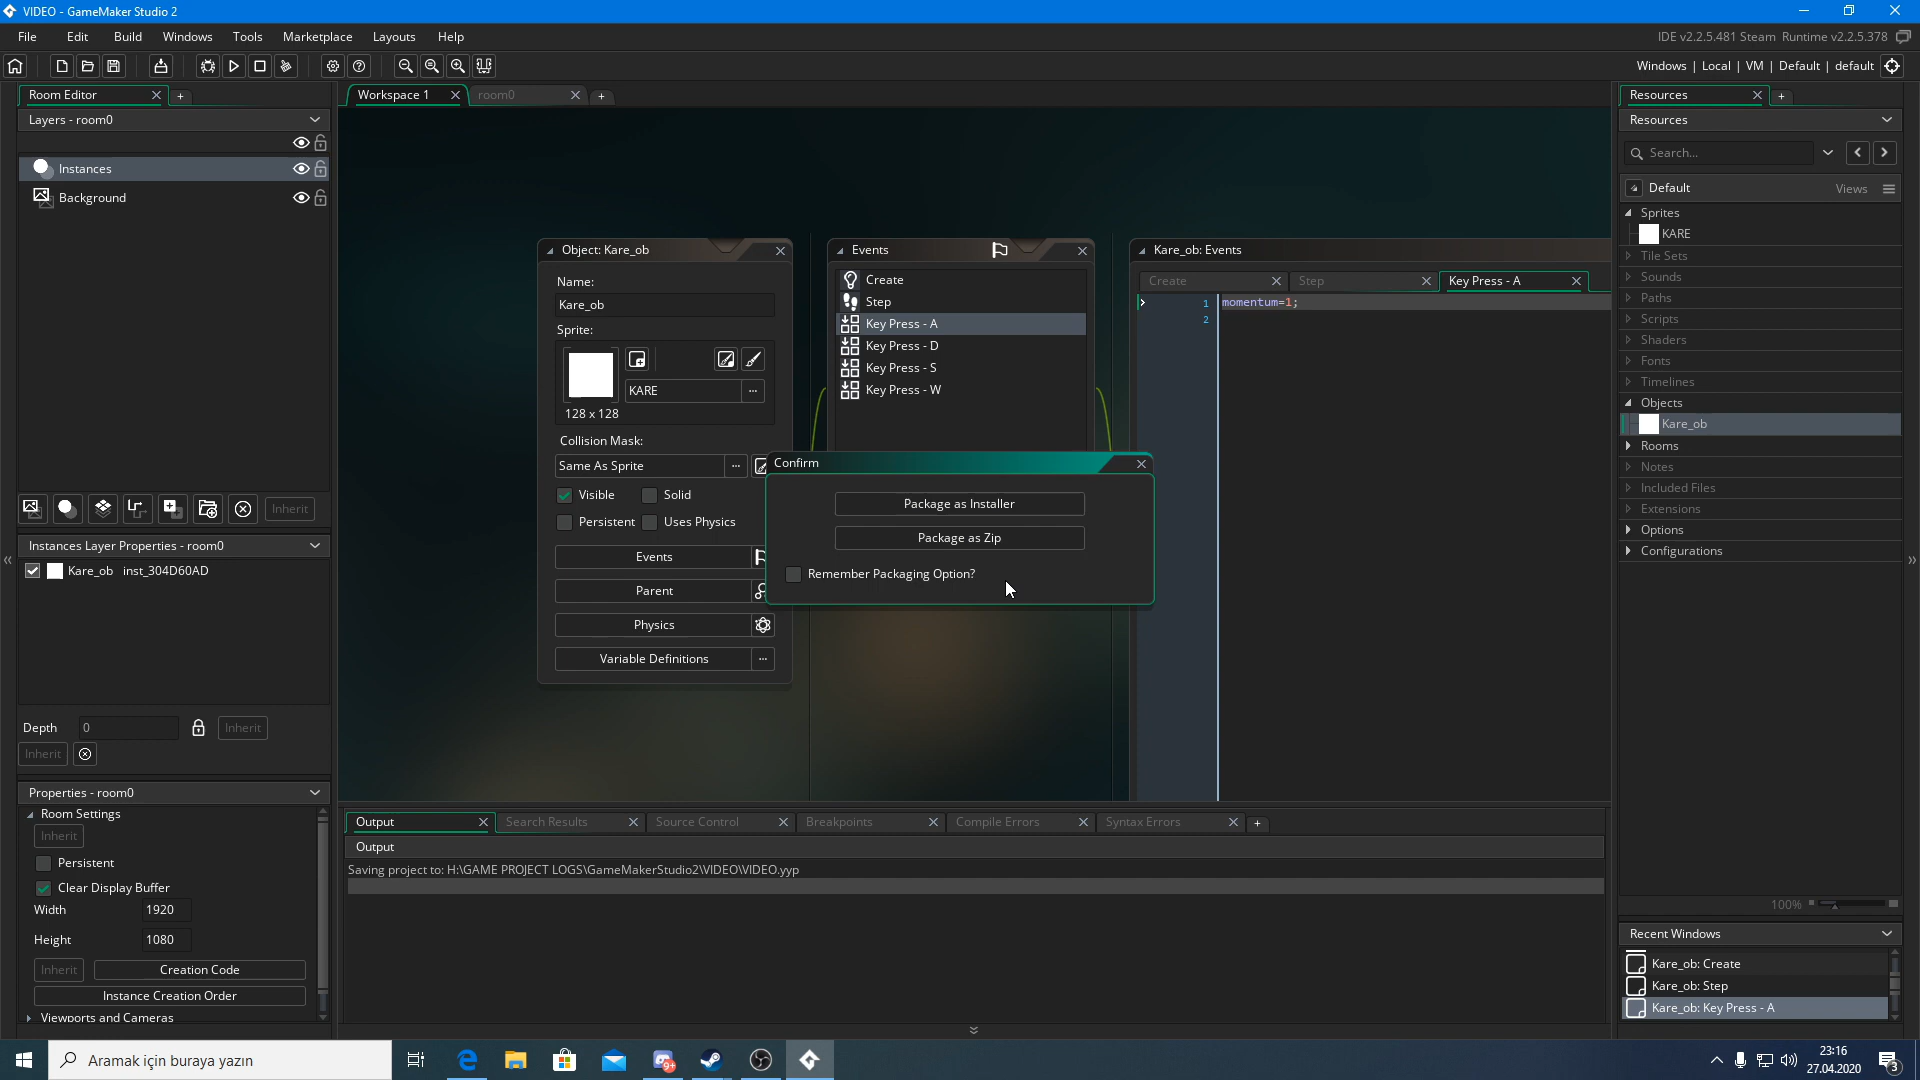 VIDEO - GameMaker Studio 2
File Edit Build Windows Tools Marketplace Layouts Help
IDE v2.2.5.481 Steam Runtime v2.2.5.378
Windows | Local | VM | Default | default
Room Editor
Layers - room0
Instances
Background
Inherit
Instances Layer Properties - room0
Kare_ob inst_304D60AD
Depth 0 Inherit
Inherit
Properties - room0
Room Settings
Inherit
Persistent
Clear Display Buffer
Width 1920
Height 1080
Inherit Creation Code
Instance Creation Order
Viewports and Cameras
Workspace 1 room0
Object: Kare_ob
Name:
Kare_ob
Sprite:
KARE
128 x 128
Collision Mask:
Same As Sprite
Visible Solid
Persistent Uses Physics
Events
Parent
Physics
Variable Definitions
Events
Create
Step
Key Press - A
Key Press - D
Key Press - S
Key Press - W
Kare_ob: Events
Create Step Key Press - A
1 momentum=1;
2
Confirm
Package as Installer
Package as Zip
Remember Packaging Option?
Output Search Results Source Control Breakpoints Compile Errors Syntax Errors
Output
Saving project to: H:\GAME PROJECT LOGS\GameMakerStudio2\VIDEO\VIDEO.yyp
Resources
Resources
Search...
Default Views
Sprites
KARE
Tile Sets
Sounds
Paths
Scripts
Shaders
Fonts
Timelines
Objects
Kare_ob
Rooms
Notes
Included Files
Extensions
Options
Configurations
100%
Recent Windows
Kare_ob: Create
Kare_ob: Step
Kare_ob: Key Press - A
Aramak için buraya yazın
9+
23:16
27.04.2020
3